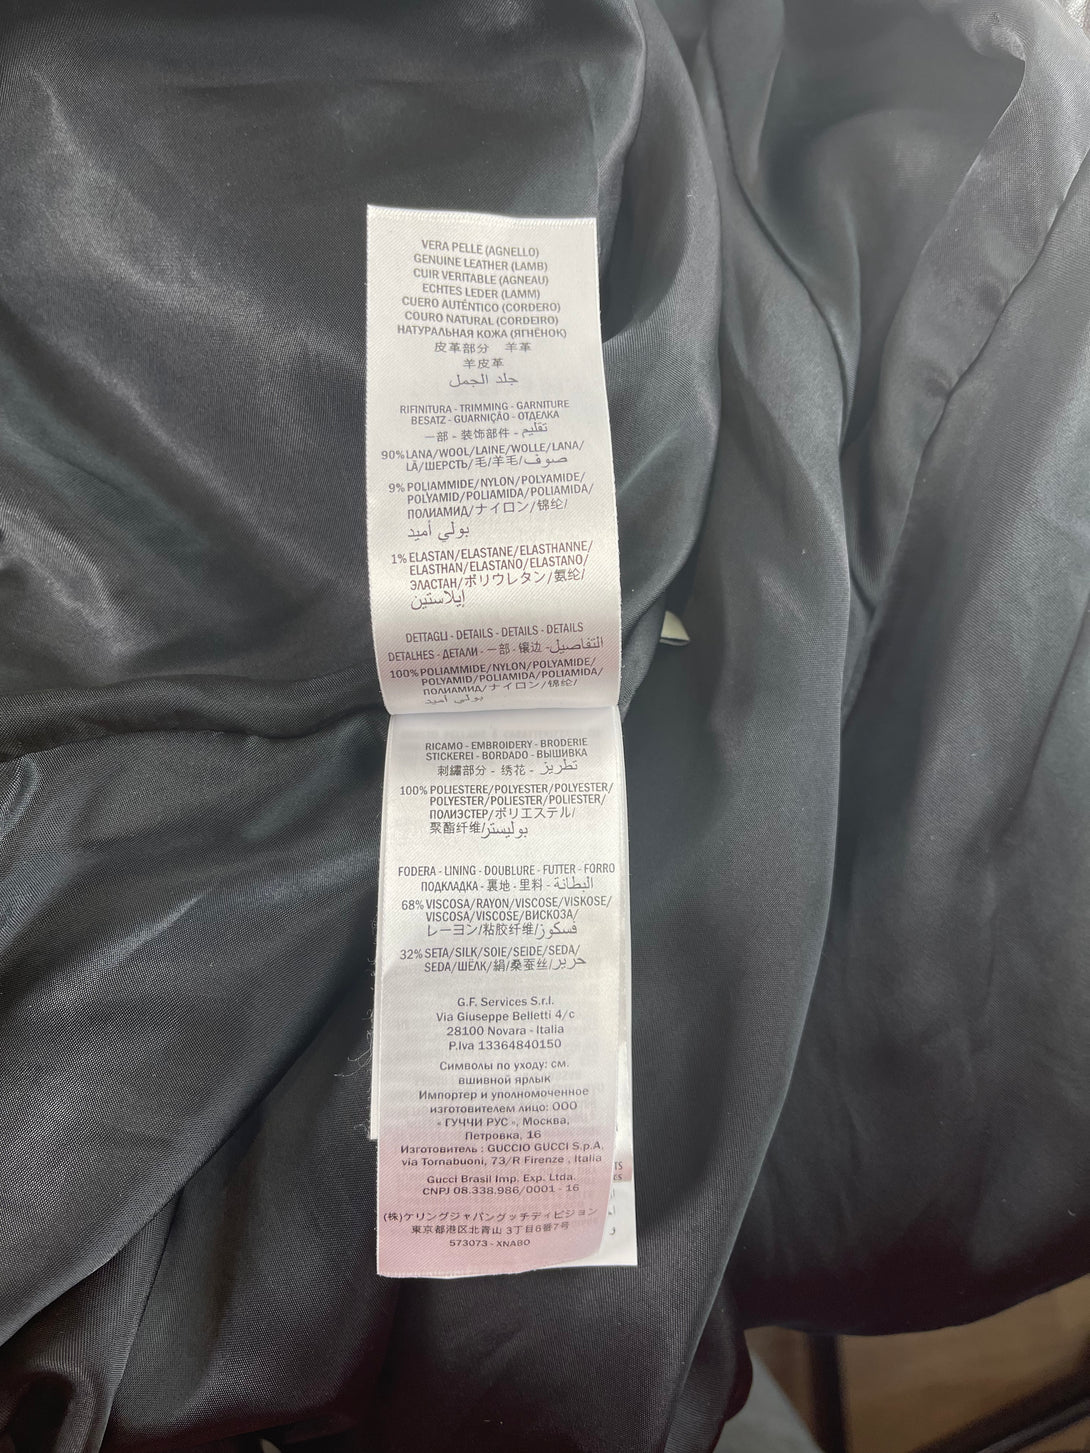 VERA PELLE (AGNELLO)
GENUINE LEATHER (LAMB)
CUIR VERITABLE (AGNEAU)
ECHTES LEDER (LAMM)
CUERO AUTÉNTICO (CORDERO)
COURO NATURAL (CORDEIRO)
НАТУРАЛЬНАЯ КОЖА (ЯГНЁНОК)
皮革部分 羊革
羊皮革
جلد الجمل
RIFINITURA - TRIMMING - GARNITURE
BESATZ - GUARNIÇÃO - ОТДЕЛКА
一部 - 装饰部件 - تقليم
90% LANA/WOOL/LAINE/WOLLE/LANA/
LÃ/ШЕРСТЬ/毛/羊毛/صوف
9% POLIAMMIDE/NYLON/POLYAMIDE/
POLYAMID/POLIAMIDA/POLIAMIDA/
ПОЛИАМИД/ナイロン/锦纶/
بولي أميد
1% ELASTAN/ELASTANE/ELASTHANNE/
ELASTHAN/ELASTANO/ELASTANO/
ЭЛАСТАН/ポリウレタン/氨纶/
إيلاستين
DETTAGLI - DETAILS - DETAILS - DETAILS
DETALHES - ДЕТАЛИ - 一部 - 镶边 - التفاصيل
100% POLIAMMIDE/NYLON/POLYAMIDE/
POLYAMID/POLIAMIDA/POLIAMIDA/
ПОЛИАМИД/ナイロン/锦纶/
بولي أميد
RICAMO - EMBROIDERY - BRODERIE
STICKEREI - BORDADO - ВЫШИВКА
刺繍部分 - 绣花 - تطريز
100% POLIESTERE/POLYESTER/POLYESTER/
POLYESTER/POLIESTER/POLIESTER/
ПОЛИЭСТЕР/ポリエステル/
聚酯纤维/بوليستر
FODERA - LINING - DOUBLURE - FUTTER - FORRO
ПОДКЛАДКА - 裏地 - 里料 - البطانة
68% VISCOSA/RAYON/VISCOSE/VISKOSE/
VISCOSA/VISCOSE/ВИСКОЗА/
レーヨン/粘胶纤维/فسكوز
32% SETA/SILK/SOIE/SEIDE/SEDA/
SEDA/ШЁЛК/絹/桑蚕丝/حرير
G.F. Services S.r.l.
Via Giuseppe Belletti 4/c
28100 Novara - Italia
P.Iva 13364840150
Символы по уходу: см.
вшивной ярлык
Импортер и уполномоченное
изготовителем лицо: ООО
« ГУЧЧИ РУС », Москва,
Петровка, 16
Изготовитель : GUCCIO GUCCI S.p.A.
via Tornabuoni, 73/R Firenze , Italia
Gucci Brasil Imp. Exp. Ltda.
CNPJ 08.338.986/0001 - 16
(株)ケリングジャパングッチディビジョン
東京都港区北青山 3丁目6番7号
573073 - XNABO